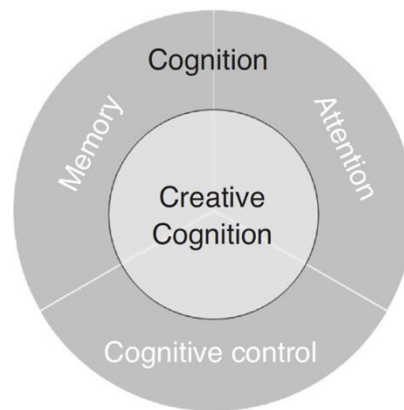 Cognition
Memory
Attention
Creative
Cognition
Cognitive control